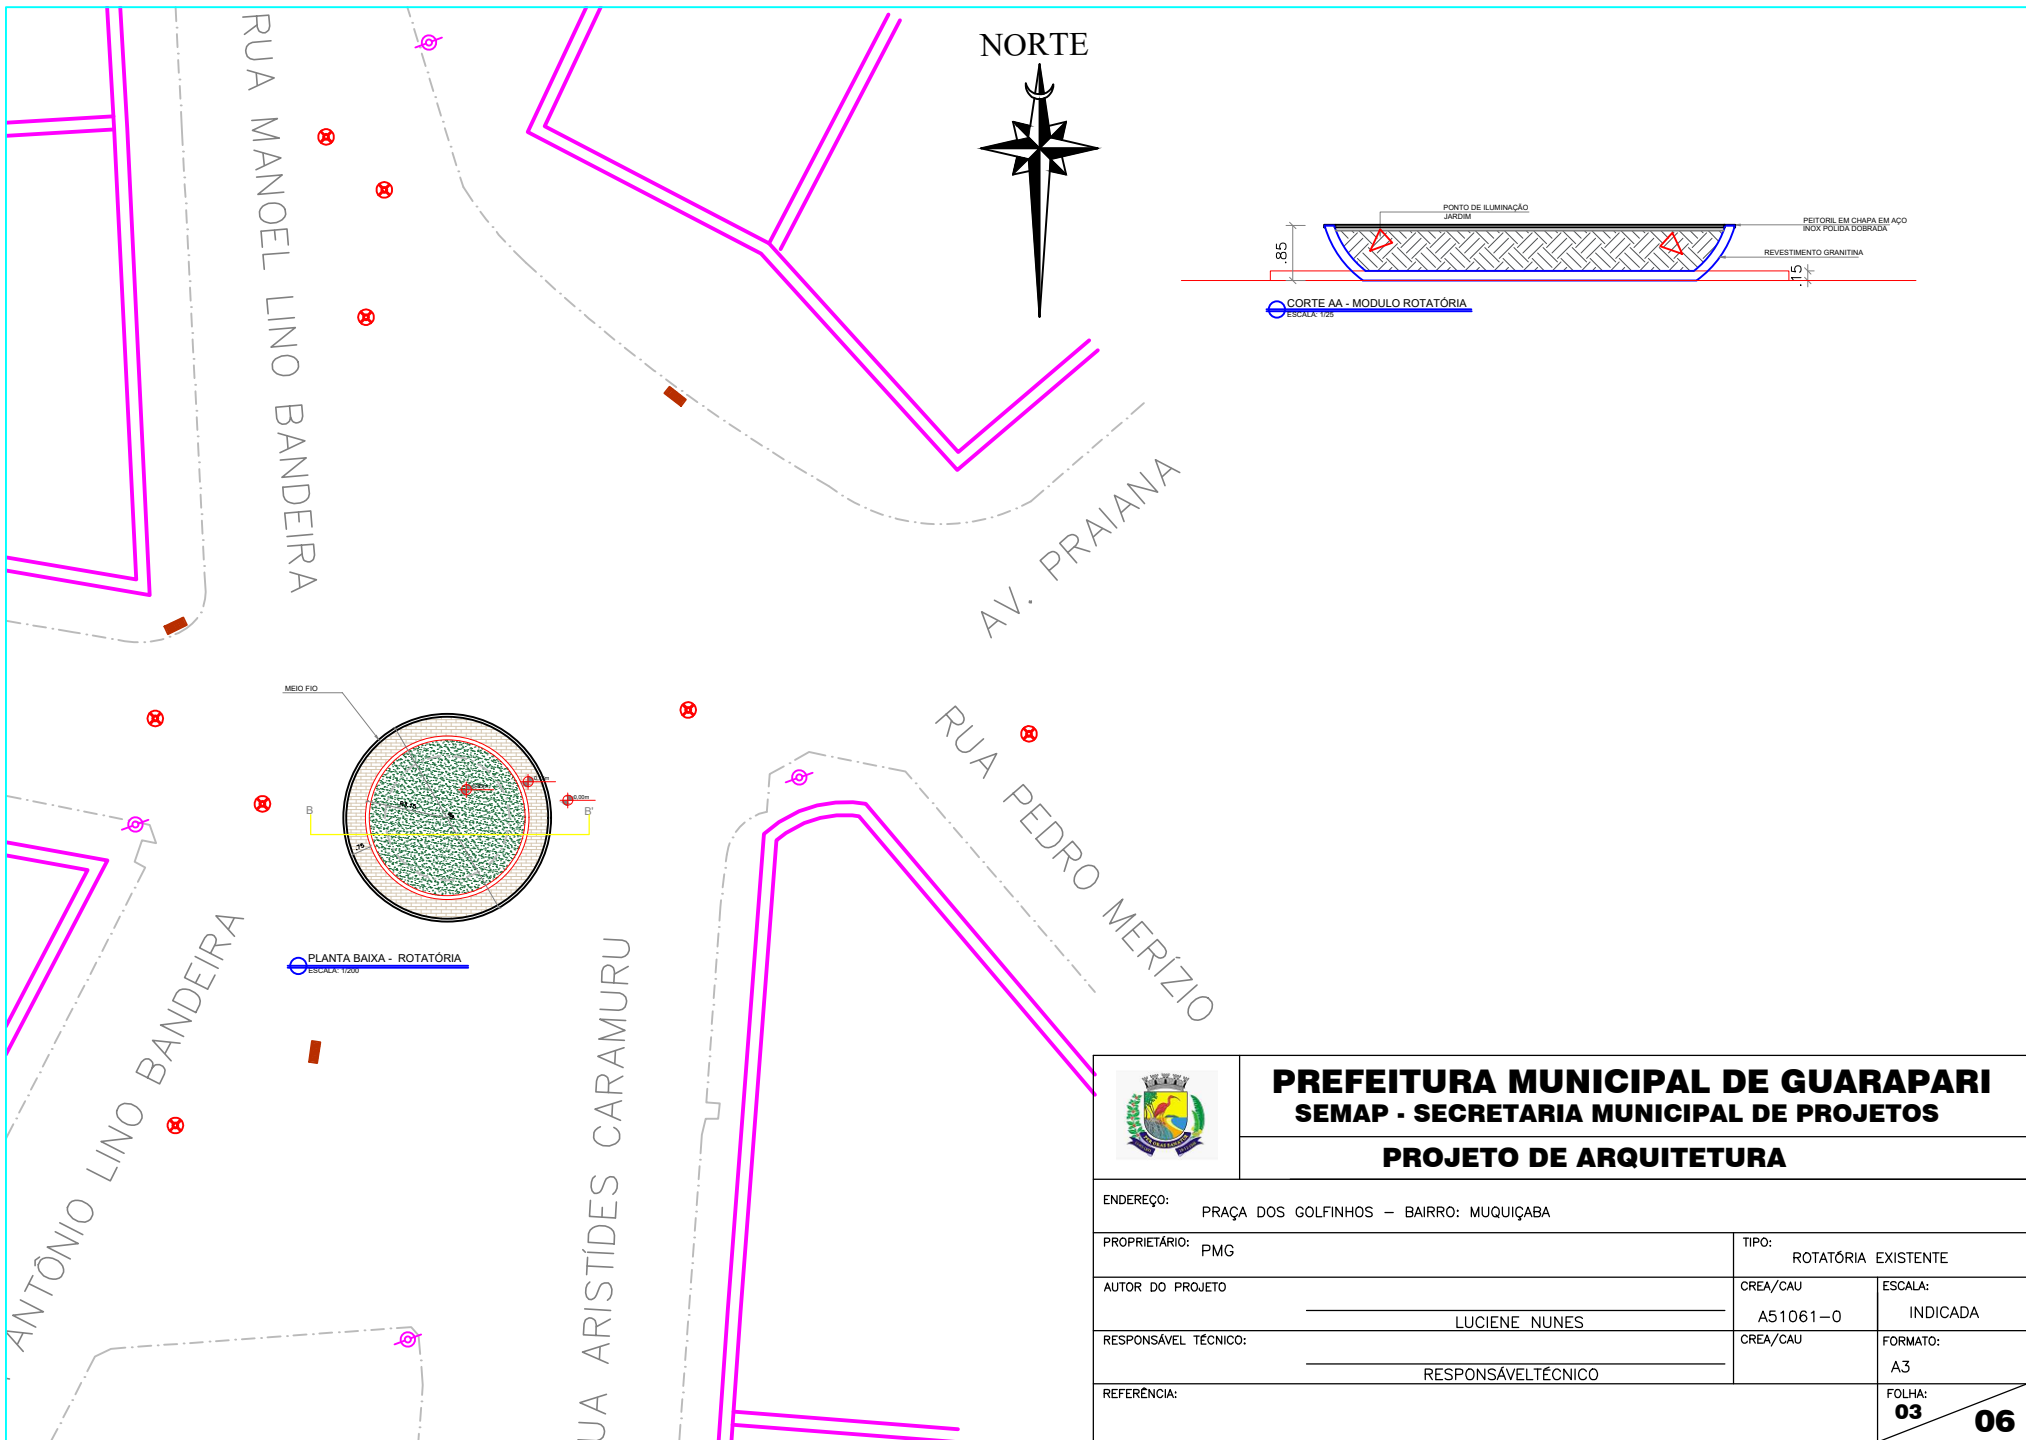 RUA MANOEL LINO BANDEIRA
NORTE
PONTO DE ILUMINAÇÃO
JARDIM
PEITORIL EM CHAPA EM AÇO
INOX POLIDA DOBRADA
REVESTIMENTO GRANITINA
.85
.15
CORTE AA - MODULO ROTATÓRIA
ESCALA: 1/25
AV. PRAIANA
MEIO FIO
RUA PEDRO MERÍZIO
B
B'
0,00m
.75
PLANTA BAIXA - ROTATÓRIA
ESCALA: 1/200
ANTÔNIO LINO BANDEIRA
UA ARISTÍDES CARAMURU
PREFEITURA MUNICIPAL DE GUARAPARI
SEMAP - SECRETARIA MUNICIPAL DE PROJETOS
PROJETO DE ARQUITETURA
ENDEREÇO:
PRAÇA DOS GOLFINHOS – BAIRRO: MUQUIÇABA
PROPRIETÁRIO: PMG
TIPO:
ROTATÓRIA EXISTENTE
AUTOR DO PROJETO
LUCIENE NUNES
CREA/CAU
A51061–0
ESCALA:
INDICADA
RESPONSÁVEL TÉCNICO:
RESPONSÁVELTÉCNICO
CREA/CAU
FORMATO:
A3
REFERÊNCIA:
FOLHA:
03
06